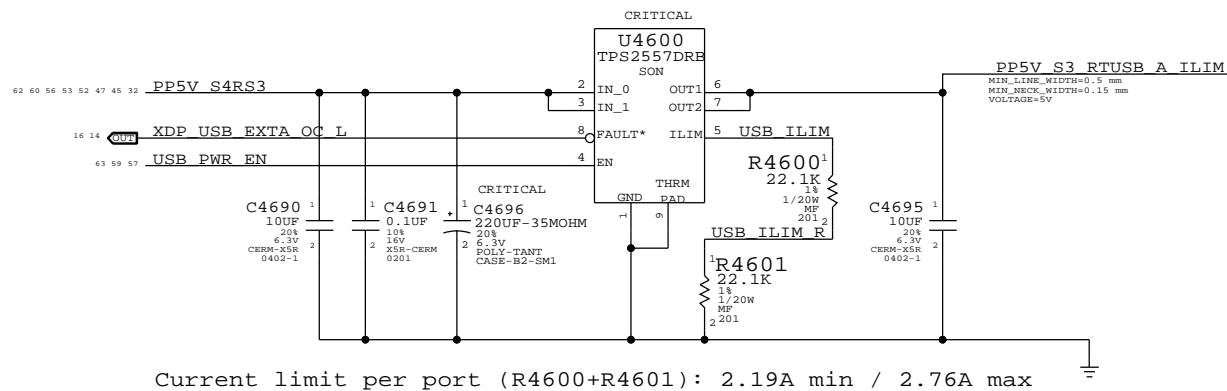 CRITICAL
U4600
TPS2557DRB
SON
62 60 56 53 52 47 45 32 PP5V_S4RS3
2 IN_0
3 IN_1
OUT1 6
OUT2 7
PP5V_S3_RTUSB_A_ILIM
MIN_LINE_WIDTH=0.5 mm
MIN_NECK_WIDTH=0.15 mm
VOLTAGE=5V
16 14 OUT XDP_USB_EXTA_OC_L
8 FAULT*
ILIM 5 USB_ILIM
63 59 57 USB_PWR_EN
4 EN
GND 1
THRM
PAD 9
R4600 1
22.1K
1%
1/20W
MF
201 2
USB_ILIM_R
1 R4601
22.1K
1%
1/20W
MF
2 201
C4690 1
10UF
20%
6.3V 2
CERM-X5R
0402-1
1 C4691
0.1UF
10%
2 16V
X5R-CERM
0201
CRITICAL
+ 1 C4696
220UF-35MOHM
20%
2 6.3V
POLY-TANT
CASE-B2-SM1
C4695 1
10UF
20%
6.3V 2
CERM-X5R
0402-1
Current limit per port (R4600+R4601): 2.19A min / 2.76A max